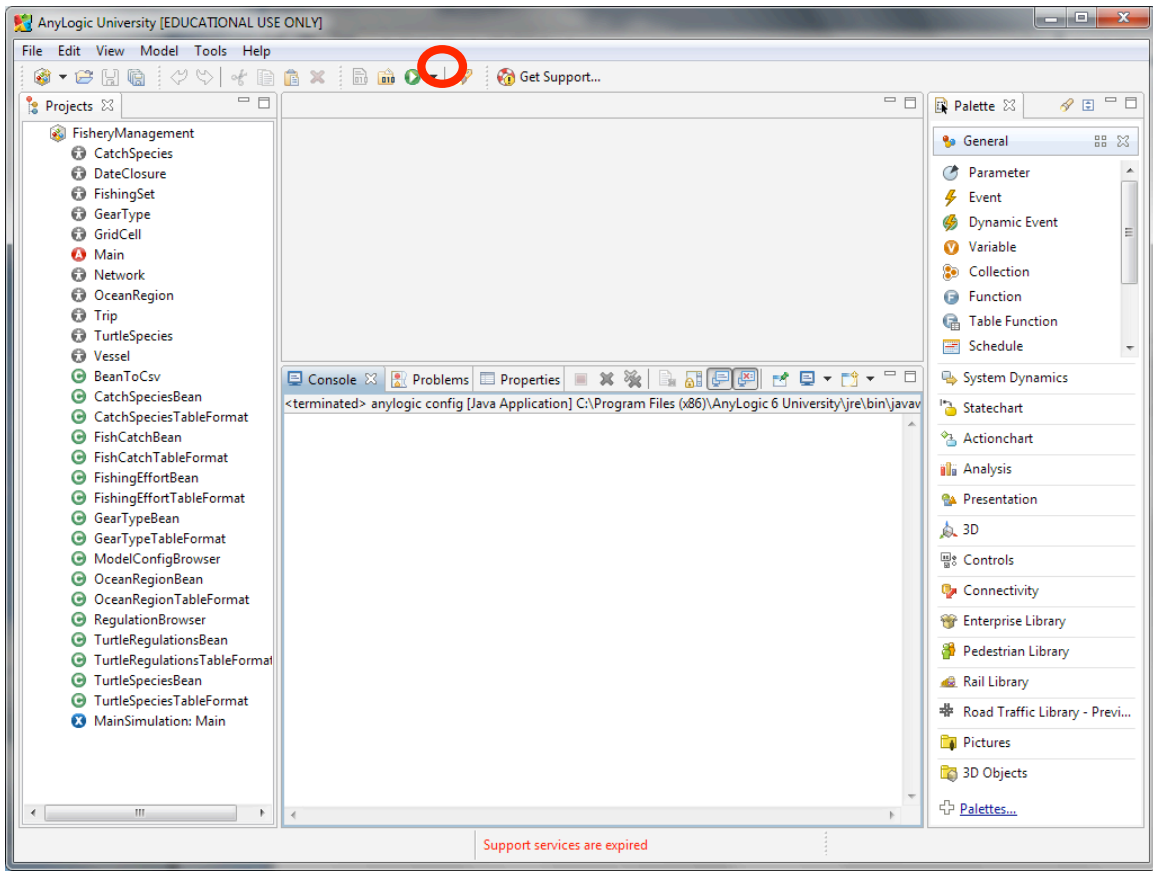 AnyLogic University [EDUCATIONAL USE ONLY]
File Edit View Model Tools Help
Get Support...
Projects
FisheryManagement
CatchSpecies
DateClosure
FishingSet
GearType
GridCell
Main
Network
OceanRegion
Trip
TurtleSpecies
Vessel
BeanToCsv
CatchSpeciesBean
CatchSpeciesTableFormat
FishCatchBean
FishCatchTableFormat
FishingEffortBean
FishingEffortTableFormat
GearTypeBean
GearTypeTableFormat
ModelConfigBrowser
OceanRegionBean
OceanRegionTableFormat
RegulationBrowser
TurtleRegulationsBean
TurtleRegulationsTableFormat
TurtleSpeciesBean
TurtleSpeciesTableFormat
MainSimulation: Main
Console Problems Properties
<terminated> anylogic config [Java Application] C:\Program Files (x86)\AnyLogic 6 University\jre\bin\javav
Palette
General
Parameter
Event
Dynamic Event
Variable
Collection
Function
Table Function
Schedule
System Dynamics
Statechart
Actionchart
Analysis
Presentation
3D
Controls
Connectivity
Enterprise Library
Pedestrian Library
Rail Library
Road Traffic Library - Previ...
Pictures
3D Objects
Palettes...
Support services are expired